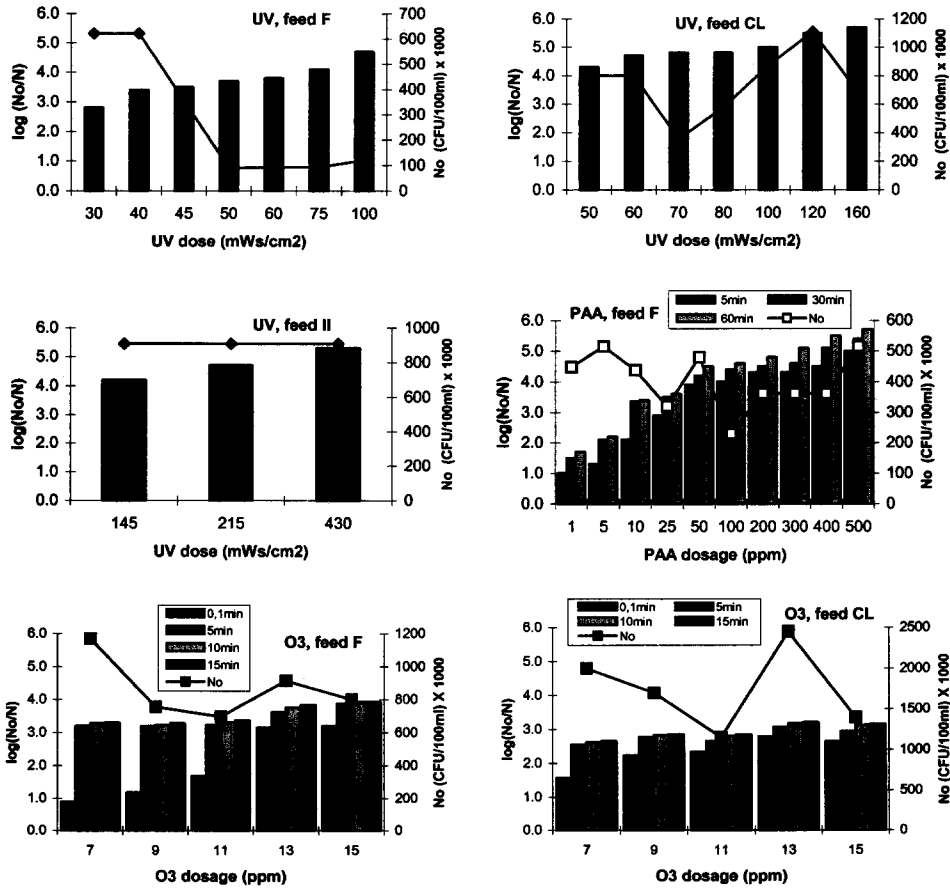 UV, feed F
log (No/N)
6.0
5.0
4.0
3.0
2.0
1.0
0.0
700
600
500
400
300
200
100
0
No (CFU/100ml) x 1000
30 40 45 50 60 75 100
UV dose (mWs/cm2)
UV, feed CL
log(No/N)
6.0
5.0
4.0
3.0
2.0
1.0
0.0
1200
1000
800
600
400
200
0
No (CFU/100ml) x 1000
50 60 70 80 100 120 160
UV dose (mWs/cm2)
UV, feed II
log(No/N)
6.0
5.0
4.0
3.0
2.0
1.0
0.0
1000
800
600
400
200
0
No (CFU/100ml) x 1000
145 215 430
UV dose (mWs/cm2)
PAA, feed F
5min 30min
60min No
log(No/N)
6.0
5.0
4.0
3.0
2.0
1.0
0.0
600
500
400
300
200
100
0
No (CFU/100ml) X 1000
1 5 10 25 50 100 200 300 400 500
PAA dosage (ppm)
O3, feed F
0,1min
5min
10min
15min
No
log(No/N)
6.0
5.0
4.0
3.0
2.0
1.0
0.0
1200
1000
800
600
400
200
0
No (CFU/100ml) X 1000
7 9 11 13 15
O3 dosage (ppm)
O3, feed CL
0,1min 5min
10min 15min
No
log(No/N)
6.0
5.0
4.0
3.0
2.0
1.0
0.0
2500
2000
1500
1000
500
0
No (CFU/100ml) X 1000
7 9 11 13 15
O3 dosage (ppm)